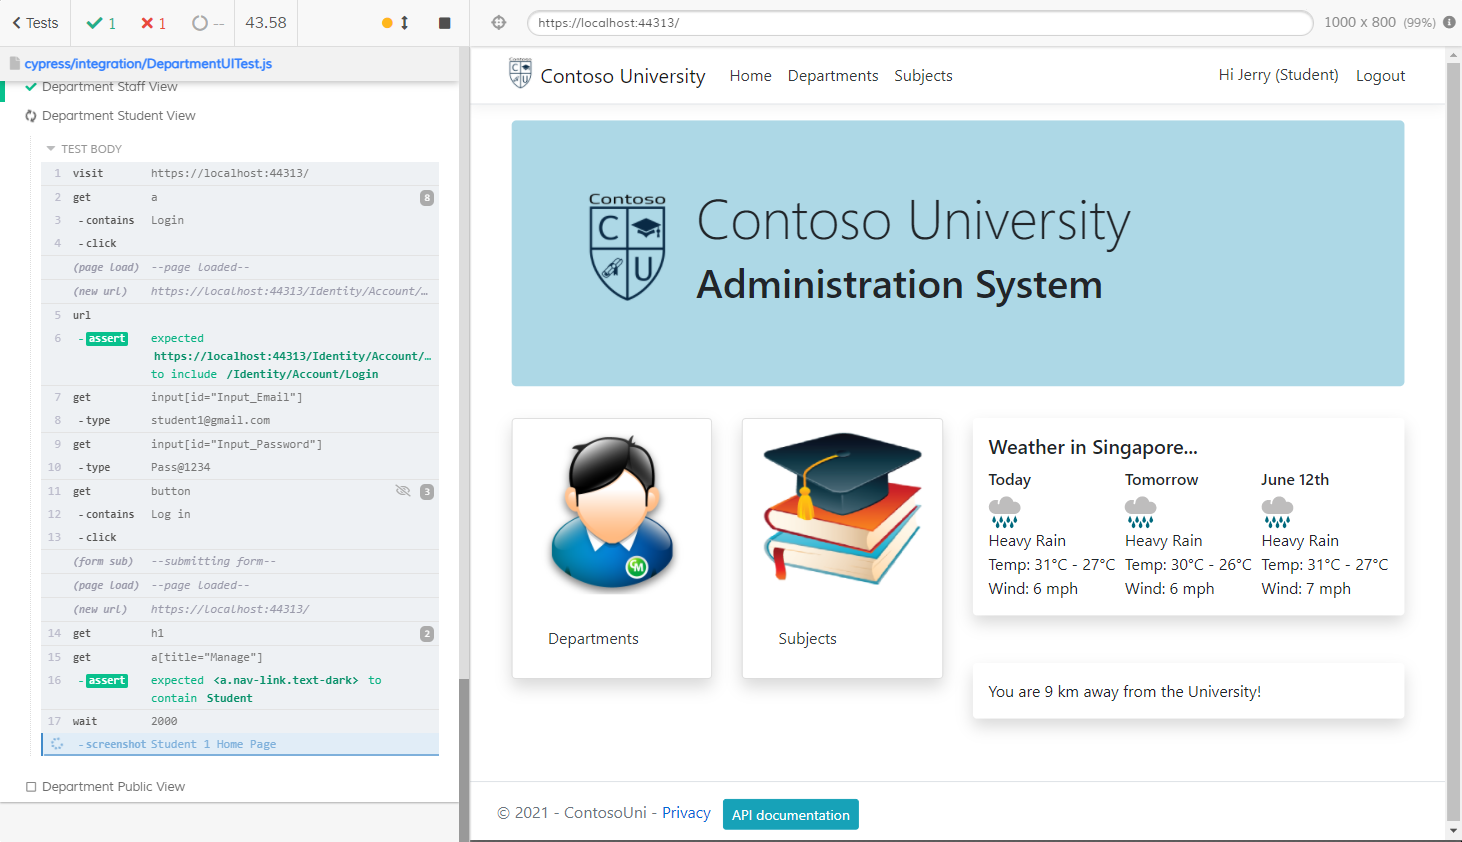 Tests 1 1 -- 43.58
cypress/integration/DepartmentUITest.js
Department Staff View
Department Student View
TEST BODY
1 visit https://localhost:44313/
2 get a 8
3 -contains Login
4 -click
(page load) --page loaded--
(new url) https://localhost:44313/Identity/Account/…
5 url
6 -assert expected
https://localhost:44313/Identity/Account/…
to include /Identity/Account/Login
7 get input[id="Input_Email"]
8 -type student1@gmail.com
9 get input[id="Input_Password"]
10 -type Pass@1234
11 get button 3
12 -contains Log in
13 -click
(form sub) --submitting form--
(page load) --page loaded--
(new url) https://localhost:44313/
14 get h1 2
15 get a[title="Manage"]
16 -assert expected <a.nav-link.text-dark> to
contain Student
17 wait 2000
-screenshot Student 1 Home Page
Department Public View
https://localhost:44313/ 1000 x 800 (99%)
Contoso
C U
Contoso University Home Departments Subjects Hi Jerry (Student) Logout
Contoso
C
U
Contoso University
Administration System
GM
Departments
Subjects
Weather in Singapore...
Today Tomorrow June 12th
Heavy Rain Heavy Rain Heavy Rain
Temp: 31°C - 27°C Temp: 30°C - 26°C Temp: 31°C - 27°C
Wind: 6 mph Wind: 6 mph Wind: 7 mph
You are 9 km away from the University!
© 2021 - ContosoUni - Privacy API documentation